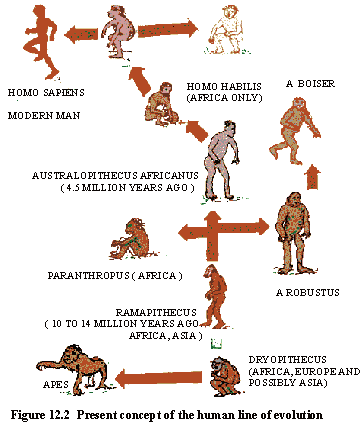 HOMO SAPIENS
MODERN MAN
HOMO HABILIS
(AFRICA ONLY)
A BOISER
AUSTRALOPITHECUS AFRICANUS
( 4.5 MILLION YEARS AGO )
PARANTHROPUS ( AFRICA )
A ROBUSTUS
RAMAPITHECUS
( 10 TO 14 MILLION YEARS AGO
AFRICA, ASIA )
DRYOPITHECUS
(AFRICA, EUROPE AND
POSSIBLY ASIA)
APES
Figure 12.2 Present concept of the human line of evolution